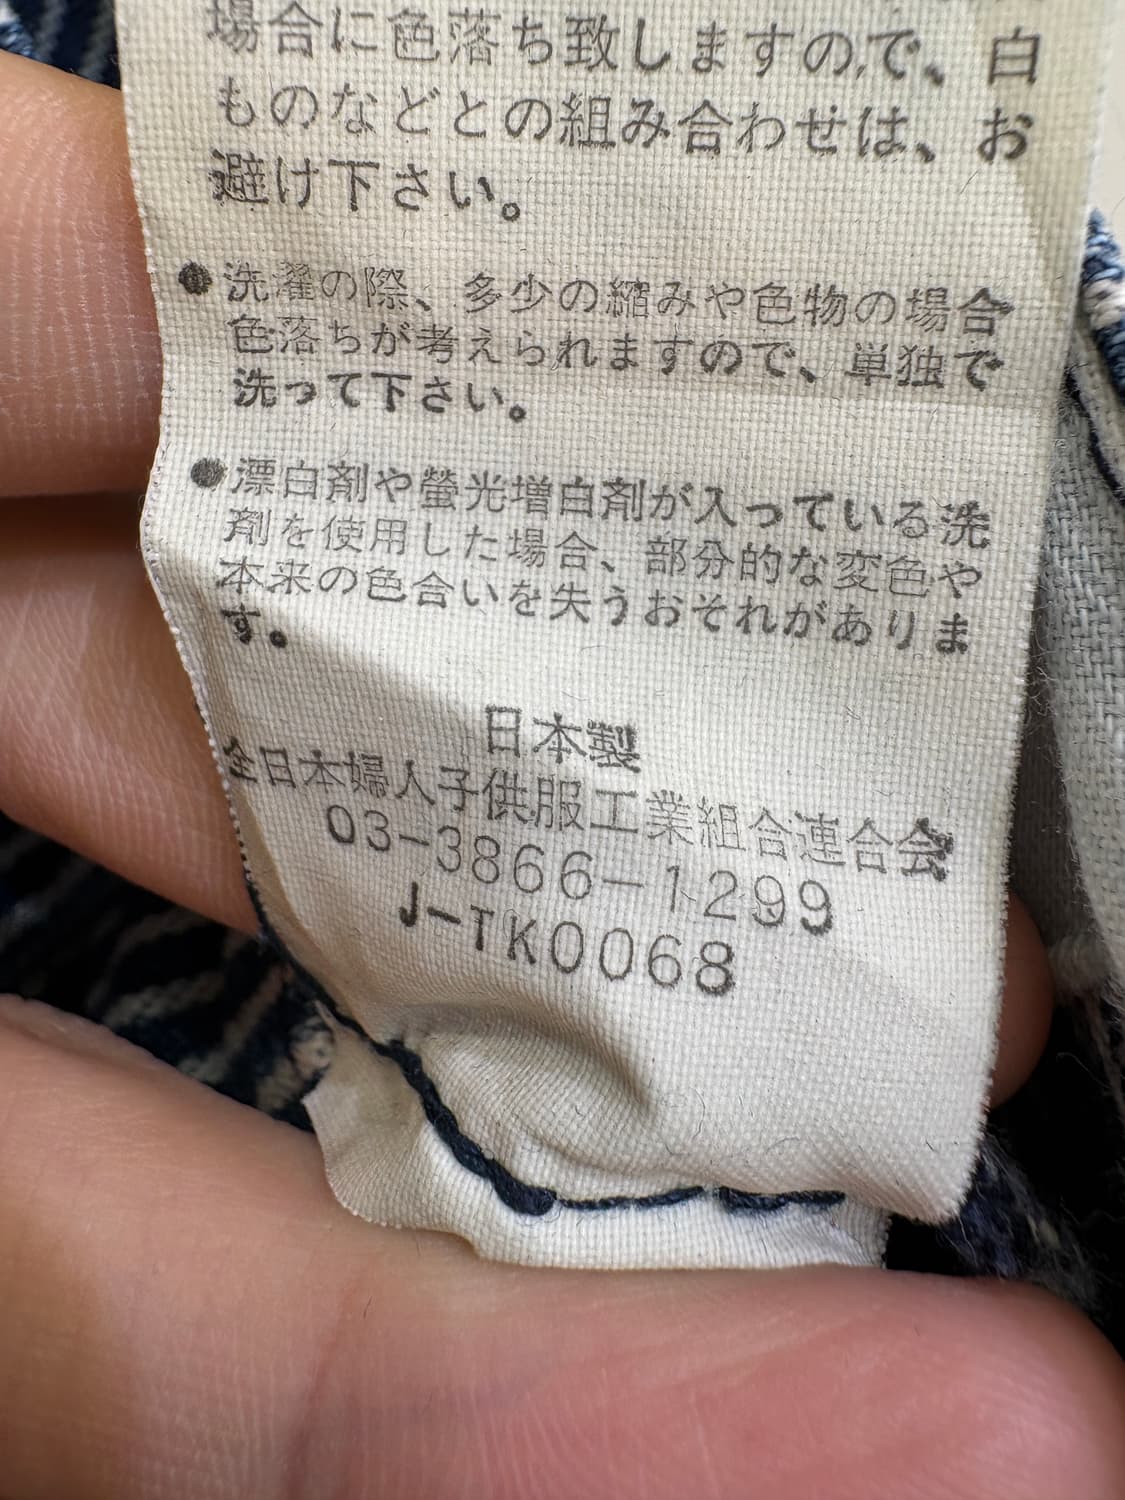 場合に色落ち致しますので、白
ものなどとの組み合わせは、お
避け下さい。
●洗濯の際、多少の縮みや色物の場合
色落ちが考えられますので、単独で
洗って下さい。
●漂白剤や螢光増白剤が入っている洗
剤を使用した場合、部分的な変色や
本来の色合いを失うおそれがありま
す。
日本製
全日本婦人子供服工業組合連合会
03-3866-1299
J-TK0068